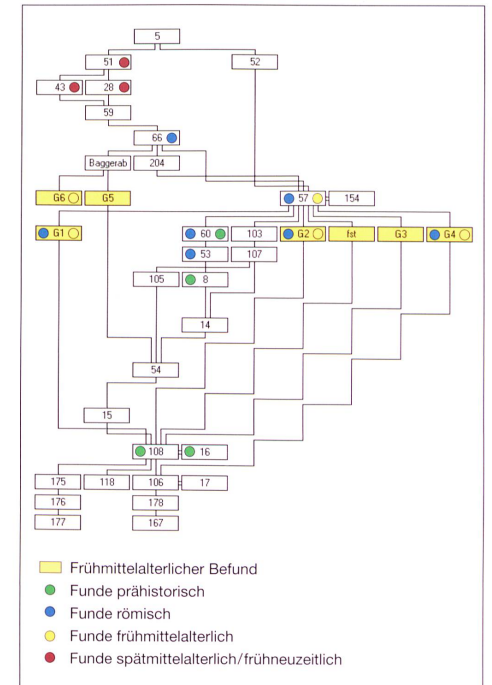 5
51 52
43 28
59
66
Baggerab 204
G6 G5 57 154
G1 60 103 G2 fst G3 G4
53 107
105 8
14
54
15
108 16
175 118 106 17
176 178
177 167
Frühmittelalterlicher Befund
Funde prähistorisch
Funde römisch
Funde frühmittelalterlich
Funde spätmittelalterlich/frühneuzeitlich